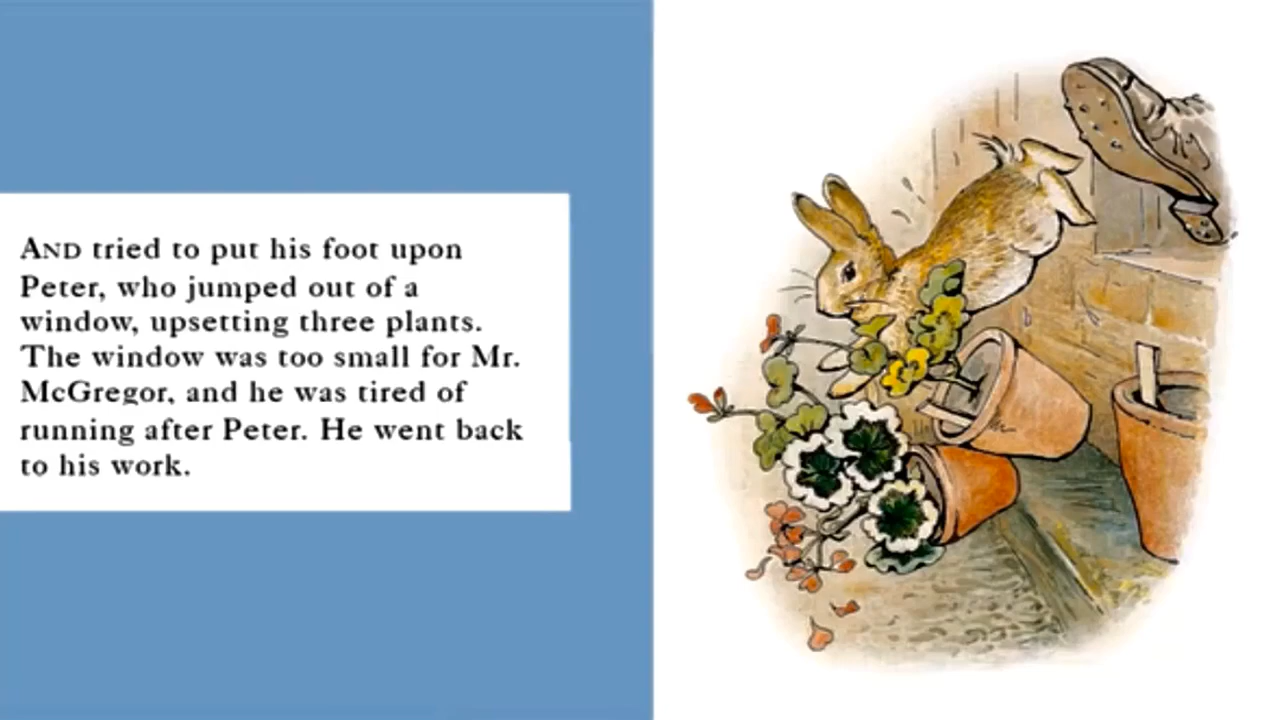 AND tried to put his foot upon
Peter, who jumped out of a
window, upsetting three plants.
The window was too small for Mr.
McGregor, and he was tired of
running after Peter. He went back
to his work.